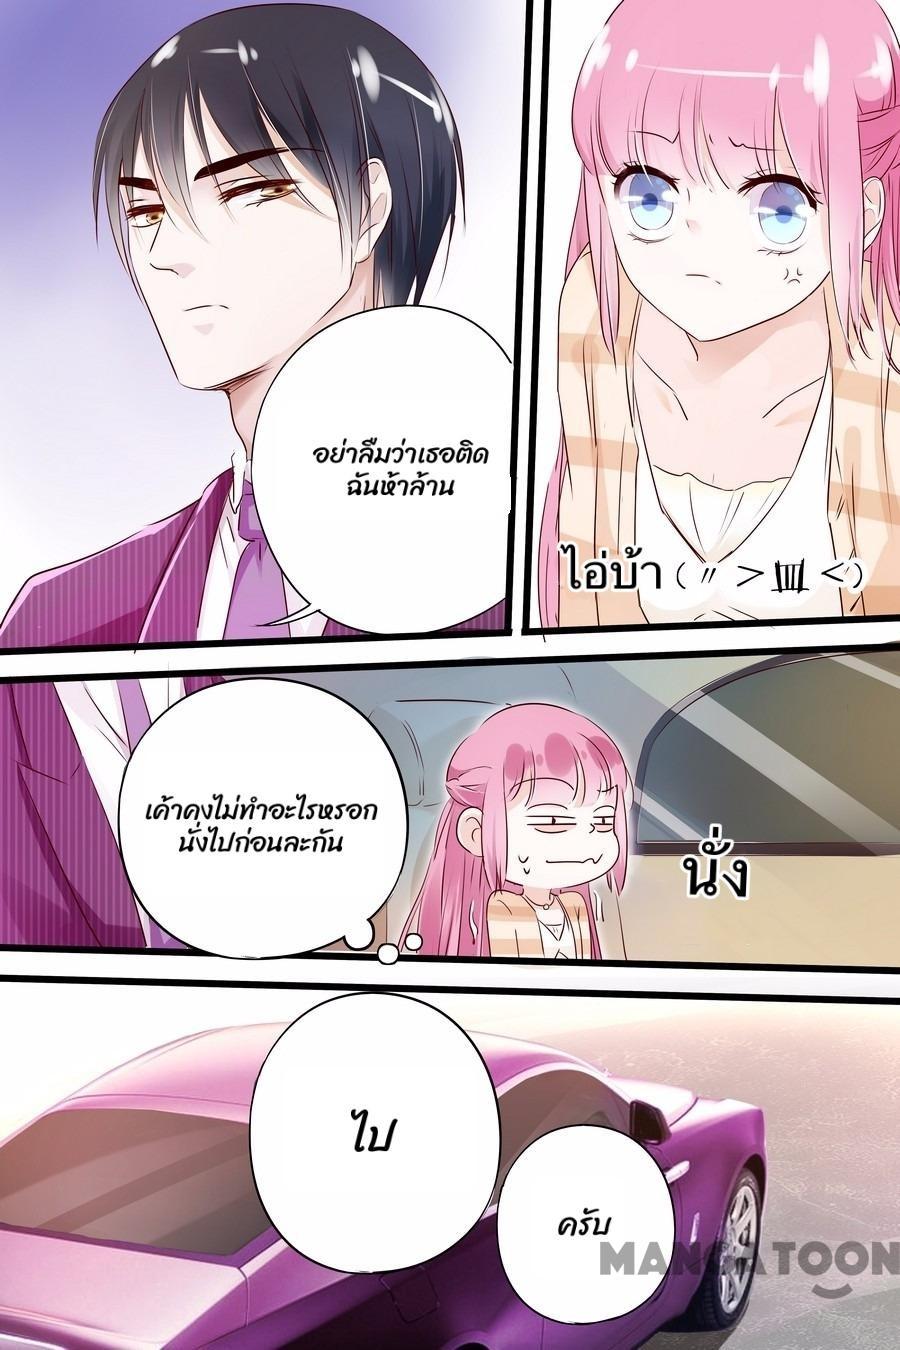 อย่าลืมว่าเธอติด
ฉันห้าล้าน
ไอ่บ้า (〃＞皿＜)
เค้าคงไม่ทำอะไรหรอก
นั่งไปก่อนละกัน
นั่ง
ไป
ครับ
MANGATOON